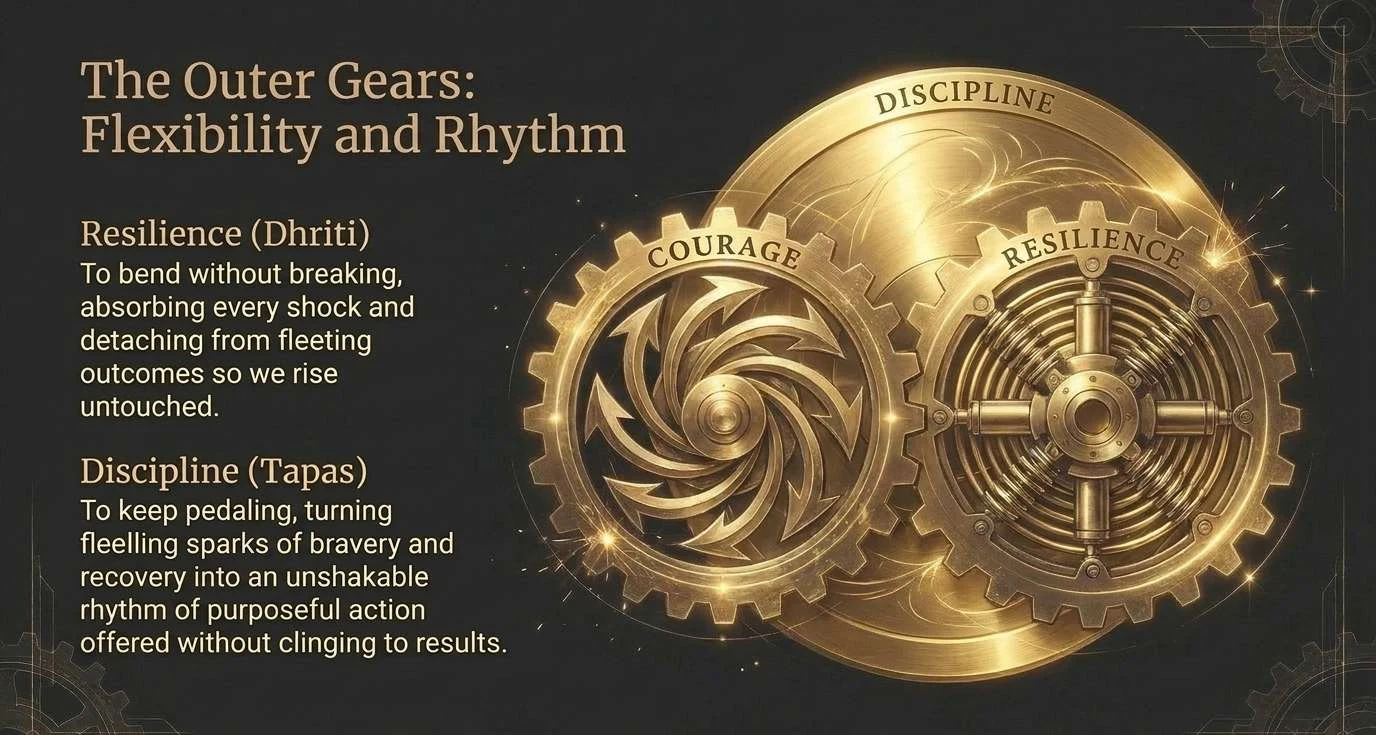 The Outer Gears:
Flexibility and Rhythm
Resilience (Dhriti)
To bend without breaking,
absorbing every shock and
detaching from fleeting
outcomes so we rise
untouched.
Discipline (Tapas)
To keep pedaling, turning
fleelling sparks of bravery and
recovery into an unshakable
rhythm of purposeful action
offered without clinging to results.
DISCIPLINE
COURAGE
RESILIENCE